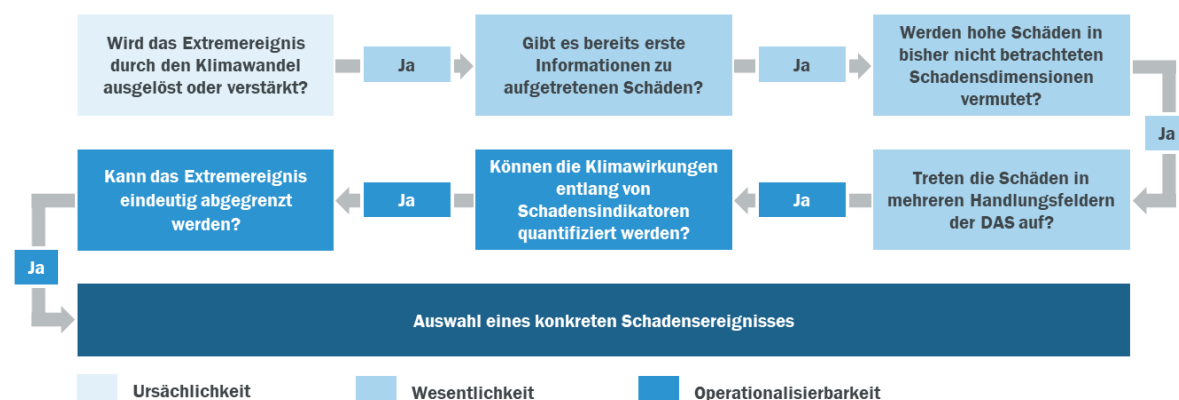 Wird das Extremereignis
durch den Klimawandel
ausgelöst oder verstärkt?
Ja
Gibt es bereits erste
Informationen zu
aufgetretenen Schäden?
Ja
Werden hohe Schäden in
bisher nicht betrachteten
Schadensdimensionen
vermutet?
Ja
Treten die Schäden in
mehreren Handlungsfeldern
der DAS auf?
Ja
Können die Klimawirkungen
entlang von
Schadensindikatoren
quantifiziert werden?
Ja
Kann das Extremereignis
eindeutig abgegrenzt
werden?
Ja
Auswahl eines konkreten Schadensereignisses
Ursächlichkeit
Wesentlichkeit
Operationalisierbarkeit